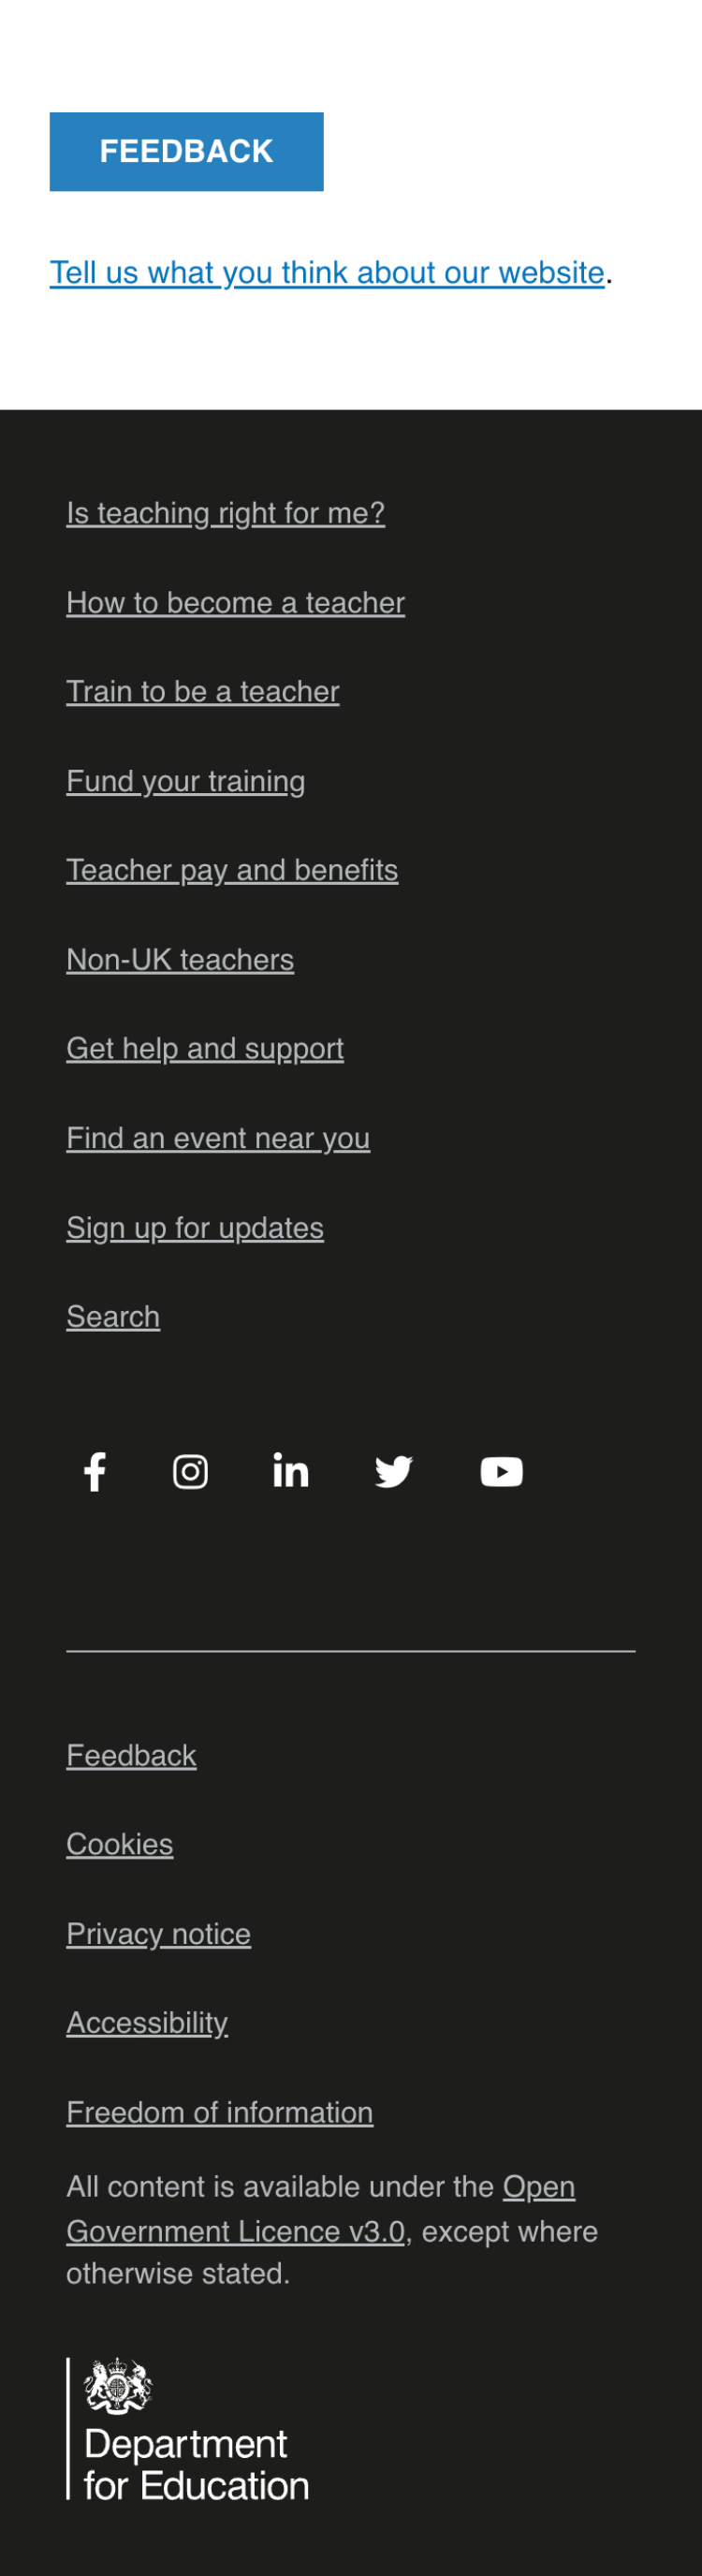 FEEDBACK
Tell us what you think about our website.
Is teaching right for me?
How to become a teacher
Train to be a teacher
Fund your training
Teacher pay and benefits
Non-UK teachers
Get help and support
Find an event near you
Sign up for updates
Search
Feedback
Cookies
Privacy notice
Accessibility
Freedom of information
All content is available under the Open
Government Licence v3.0, except where
otherwise stated.
Department
for Education